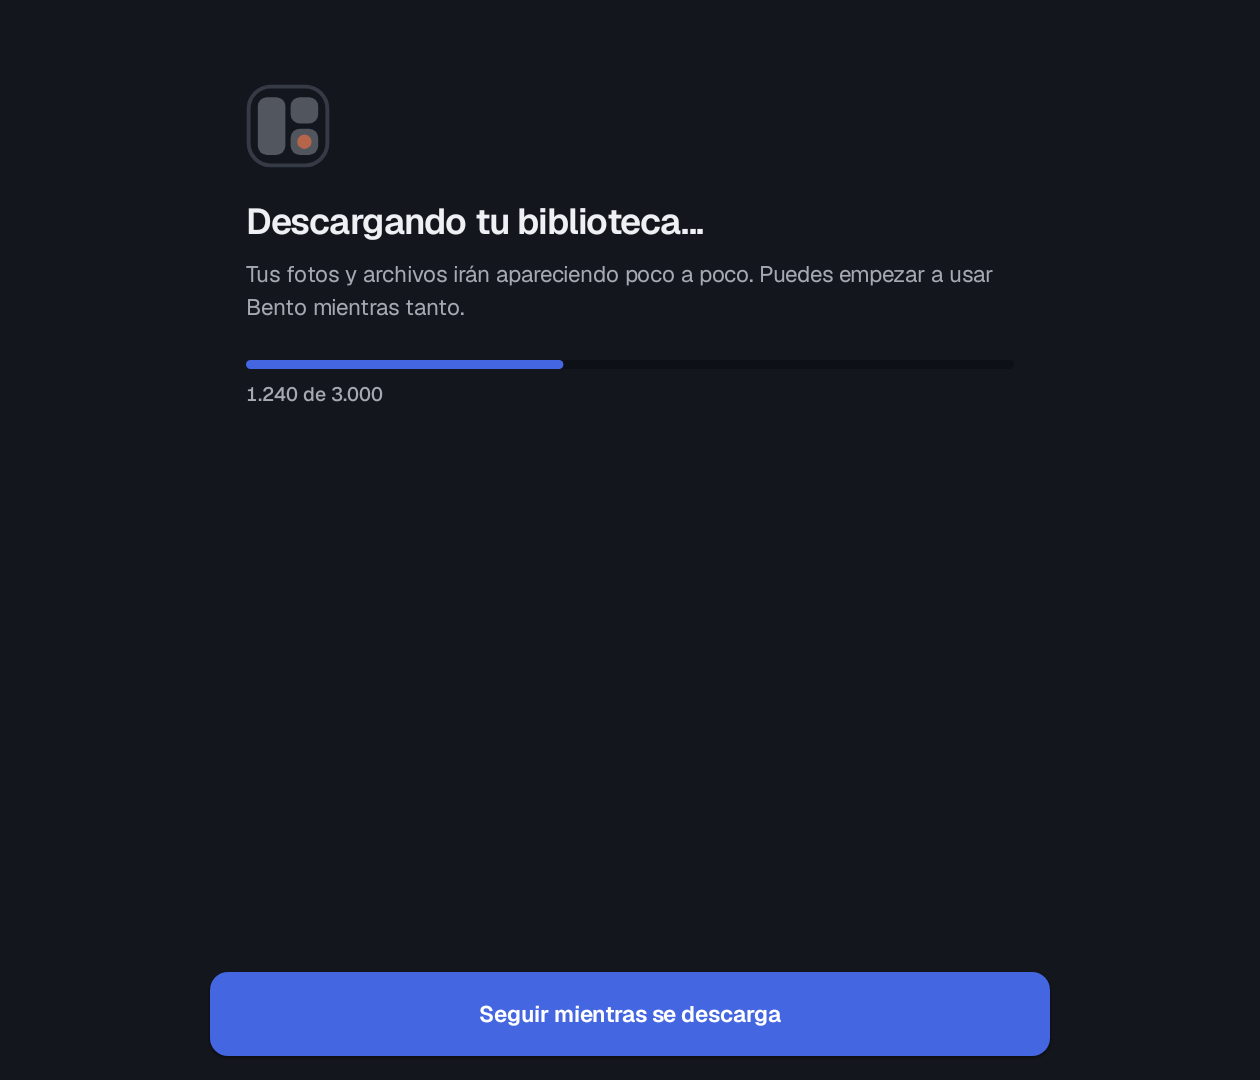 Descargando tu biblioteca...
Tus fotos y archivos irán apareciendo poco a poco. Puedes empezar a usar
Bento mientras tanto.
1.240 de 3.000
Seguir mientras se descarga